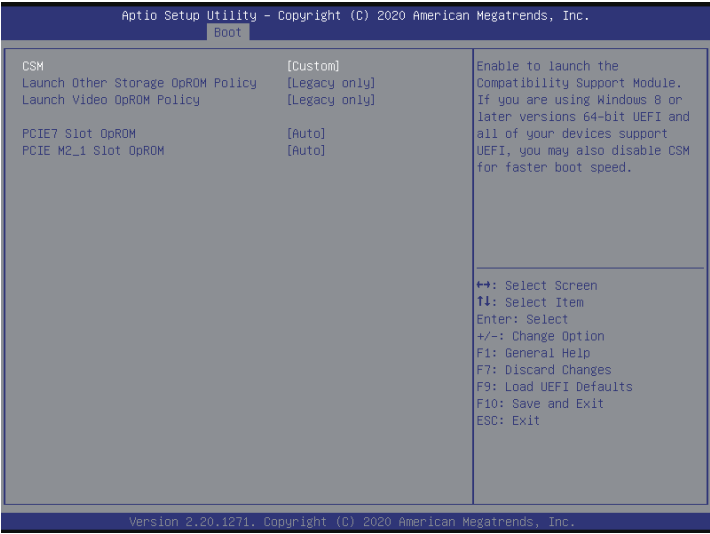 Aptio Setup Utility – Copyright (C) 2020 American Megatrends, Inc.
Boot
CSM [Custom]
Launch Other Storage OpROM Policy [Legacy only]
Launch Video OpROM Policy [Legacy only]
PCIE7 Slot OpROM [Auto]
PCIE M2_1 Slot OpROM [Auto]
Enable to launch the
Compatibility Support Module.
If you are using Windows 8 or
later versions 64-bit UEFI and
all of your devices support
UEFI, you may also disable CSM
for faster boot speed.
↔: Select Screen
↑↓: Select Item
Enter: Select
+/-: Change Option
F1: General Help
F7: Discard Changes
F9: Load UEFI Defaults
F10: Save and Exit
ESC: Exit
Version 2.20.1271. Copyright (C) 2020 American Megatrends, Inc.